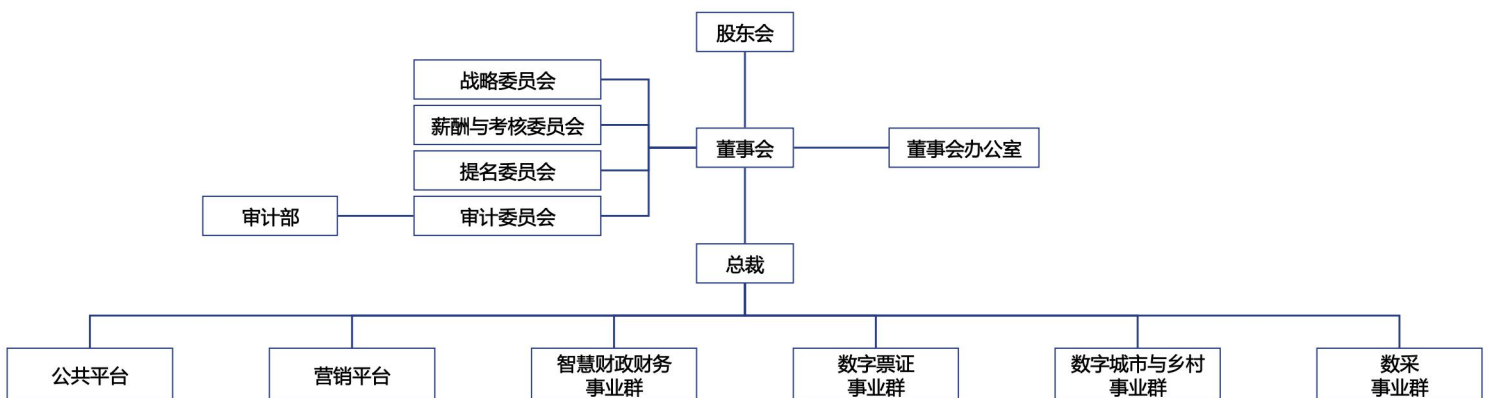 股东会
战略委员会
薪酬与考核委员会
董事会
董事会办公室
提名委员会
审计部
审计委员会
总裁
公共平台
营销平台
智慧财政财务
事业群
数字票证
事业群
数字城市与乡村
事业群
数采
事业群